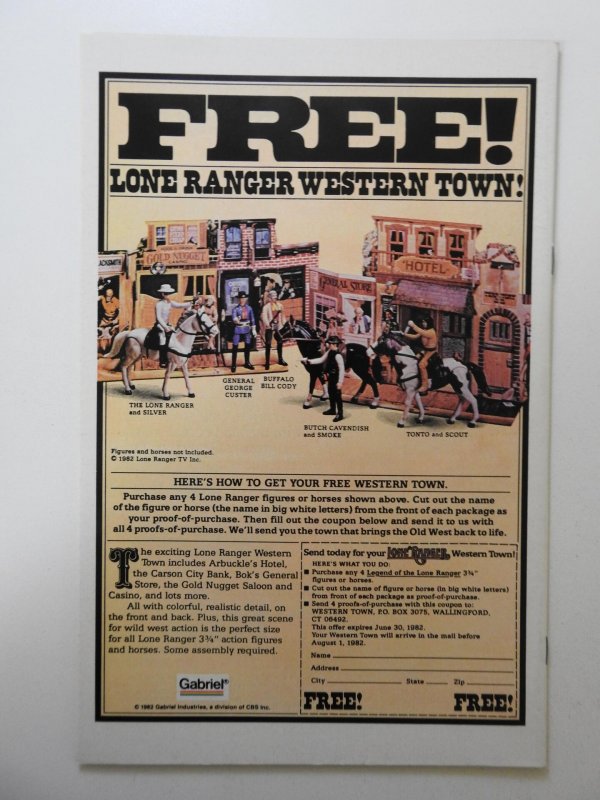 FREE!
LONE RANGER WESTERN TOWN!
GOLD NUGGET
GENERAL STORE
HOTEL
THE LONE RANGER
and SILVER
GENERAL
GEORGE
CUSTER
BUFFALO
BILL CODY
BUTCH CAVENDISH
and SMOKE
TONTO and SCOUT
Figures and horses not included.
© 1982 Lone Ranger TV Inc.
HERE'S HOW TO GET YOUR FREE WESTERN TOWN.
Purchase any 4 Lone Ranger figures or horses shown above. Cut out the name
of the figure or horse (the name in big white letters) from the front of each package as
your proof-of-purchase. Then fill out the coupon below and send it to us with
all 4 proofs-of-purchase. We'll send you the town that brings the Old West back to life.
The exciting Lone Ranger Western
Town includes Arbuckle's Hotel,
the Carson City Bank, Bok's General
Store, the Gold Nugget Saloon and
Casino, and lots more.
All with colorful, realistic detail, on
the front and back. Plus, this great scene
for wild west action is the perfect size
for all Lone Ranger 3¾" action figures
and horses. Some assembly required.
Gabriel®
© 1982 Gabriel Industries, a division of CBS Inc.
Send today for your LONE RANGER Western Town!
HERE'S WHAT YOU DO:
■ Purchase any 4 Legend of the Lone Ranger 3¾"
figures or horses.
■ Cut out the name of figure or horse (in big white letters)
from front of each package as proof-of-purchase.
■ Send 4 proofs-of-purchase with this coupon to:
WESTERN TOWN, P.O. BOX 3075, WALLINGFORD,
CT 06492.
This offer expires June 30, 1982.
Your Western Town will arrive in the mail before
August 1, 1982.
Name
Address
City State Zip
FREE! FREE!